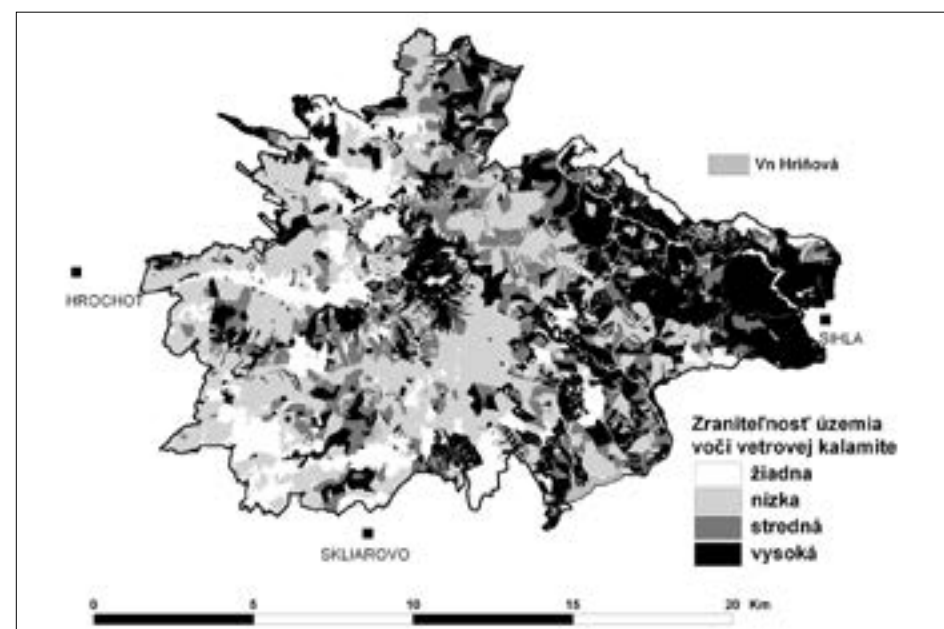 Vn Hriňová
HROCHOŤ
SIHLA
Zraniteľnosť územia
voči vetrovej kalamite
žiadna
nízka
stredná
vysoká
SKLIAROVO
0 5 10 15 20 Km